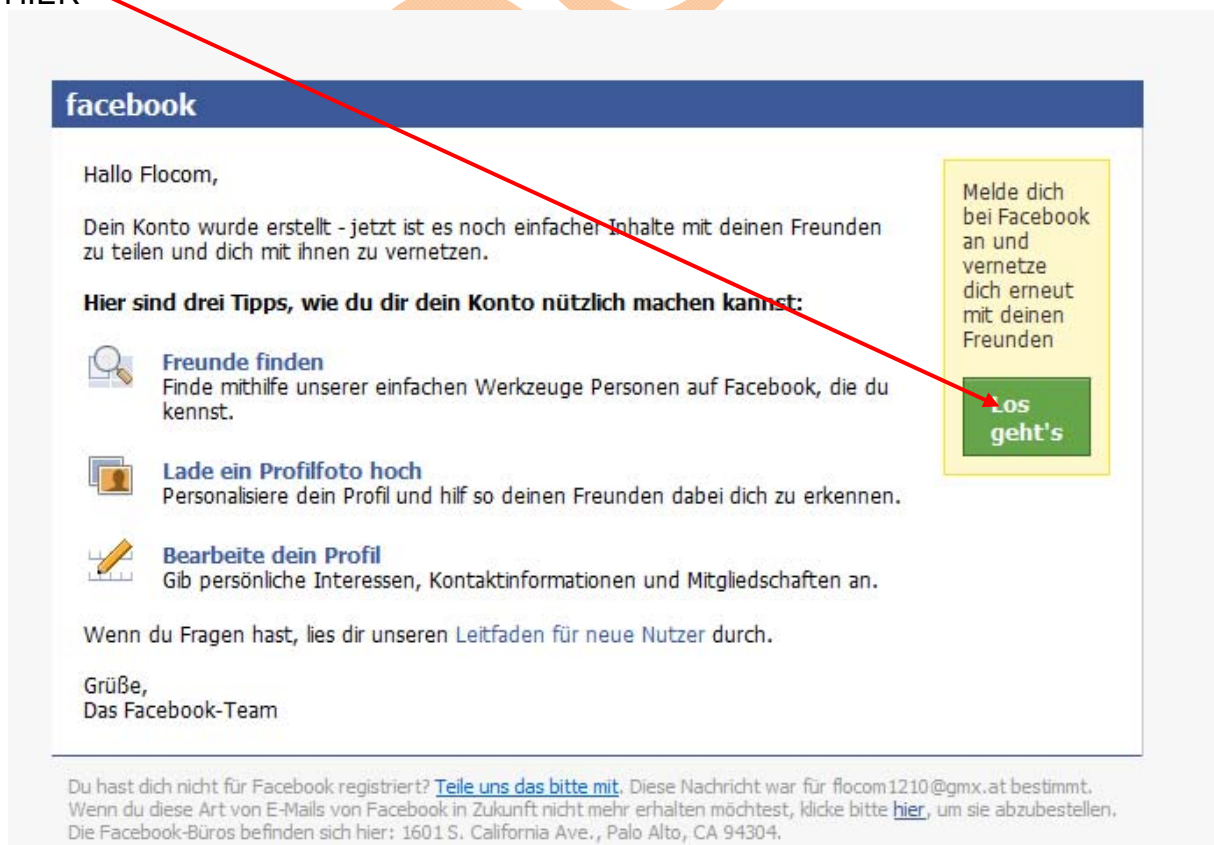 HIER
facebook
Hallo Flocom,
Dein Konto wurde erstellt - jetzt ist es noch einfacher Inhalte mit deinen Freunden
zu teilen und dich mit ihnen zu vernetzen.
Hier sind drei Tipps, wie du dir dein Konto nützlich machen kannst:
Freunde finden
Finde mithilfe unserer einfachen Werkzeuge Personen auf Facebook, die du
kennst.
Lade ein Profilfoto hoch
Personalisiere dein Profil und hilf so deinen Freunden dabei dich zu erkennen.
Bearbeite dein Profil
Gib persönliche Interessen, Kontaktinformationen und Mitgliedschaften an.
Wenn du Fragen hast, lies dir unseren Leitfaden für neue Nutzer durch.
Grüße,
Das Facebook-Team
Melde dich
bei Facebook
an und
vernetze
dich erneut
mit deinen
Freunden
Los
geht's
Du hast dich nicht für Facebook registriert? Teile uns das bitte mit. Diese Nachricht war für flocom1210@gmx.at bestimmt.
Wenn du diese Art von E-Mails von Facebook in Zukunft nicht mehr erhalten möchtest, klicke bitte hier, um sie abzubestellen.
Die Facebook-Büros befinden sich hier: 1601 S. California Ave., Palo Alto, CA 94304.